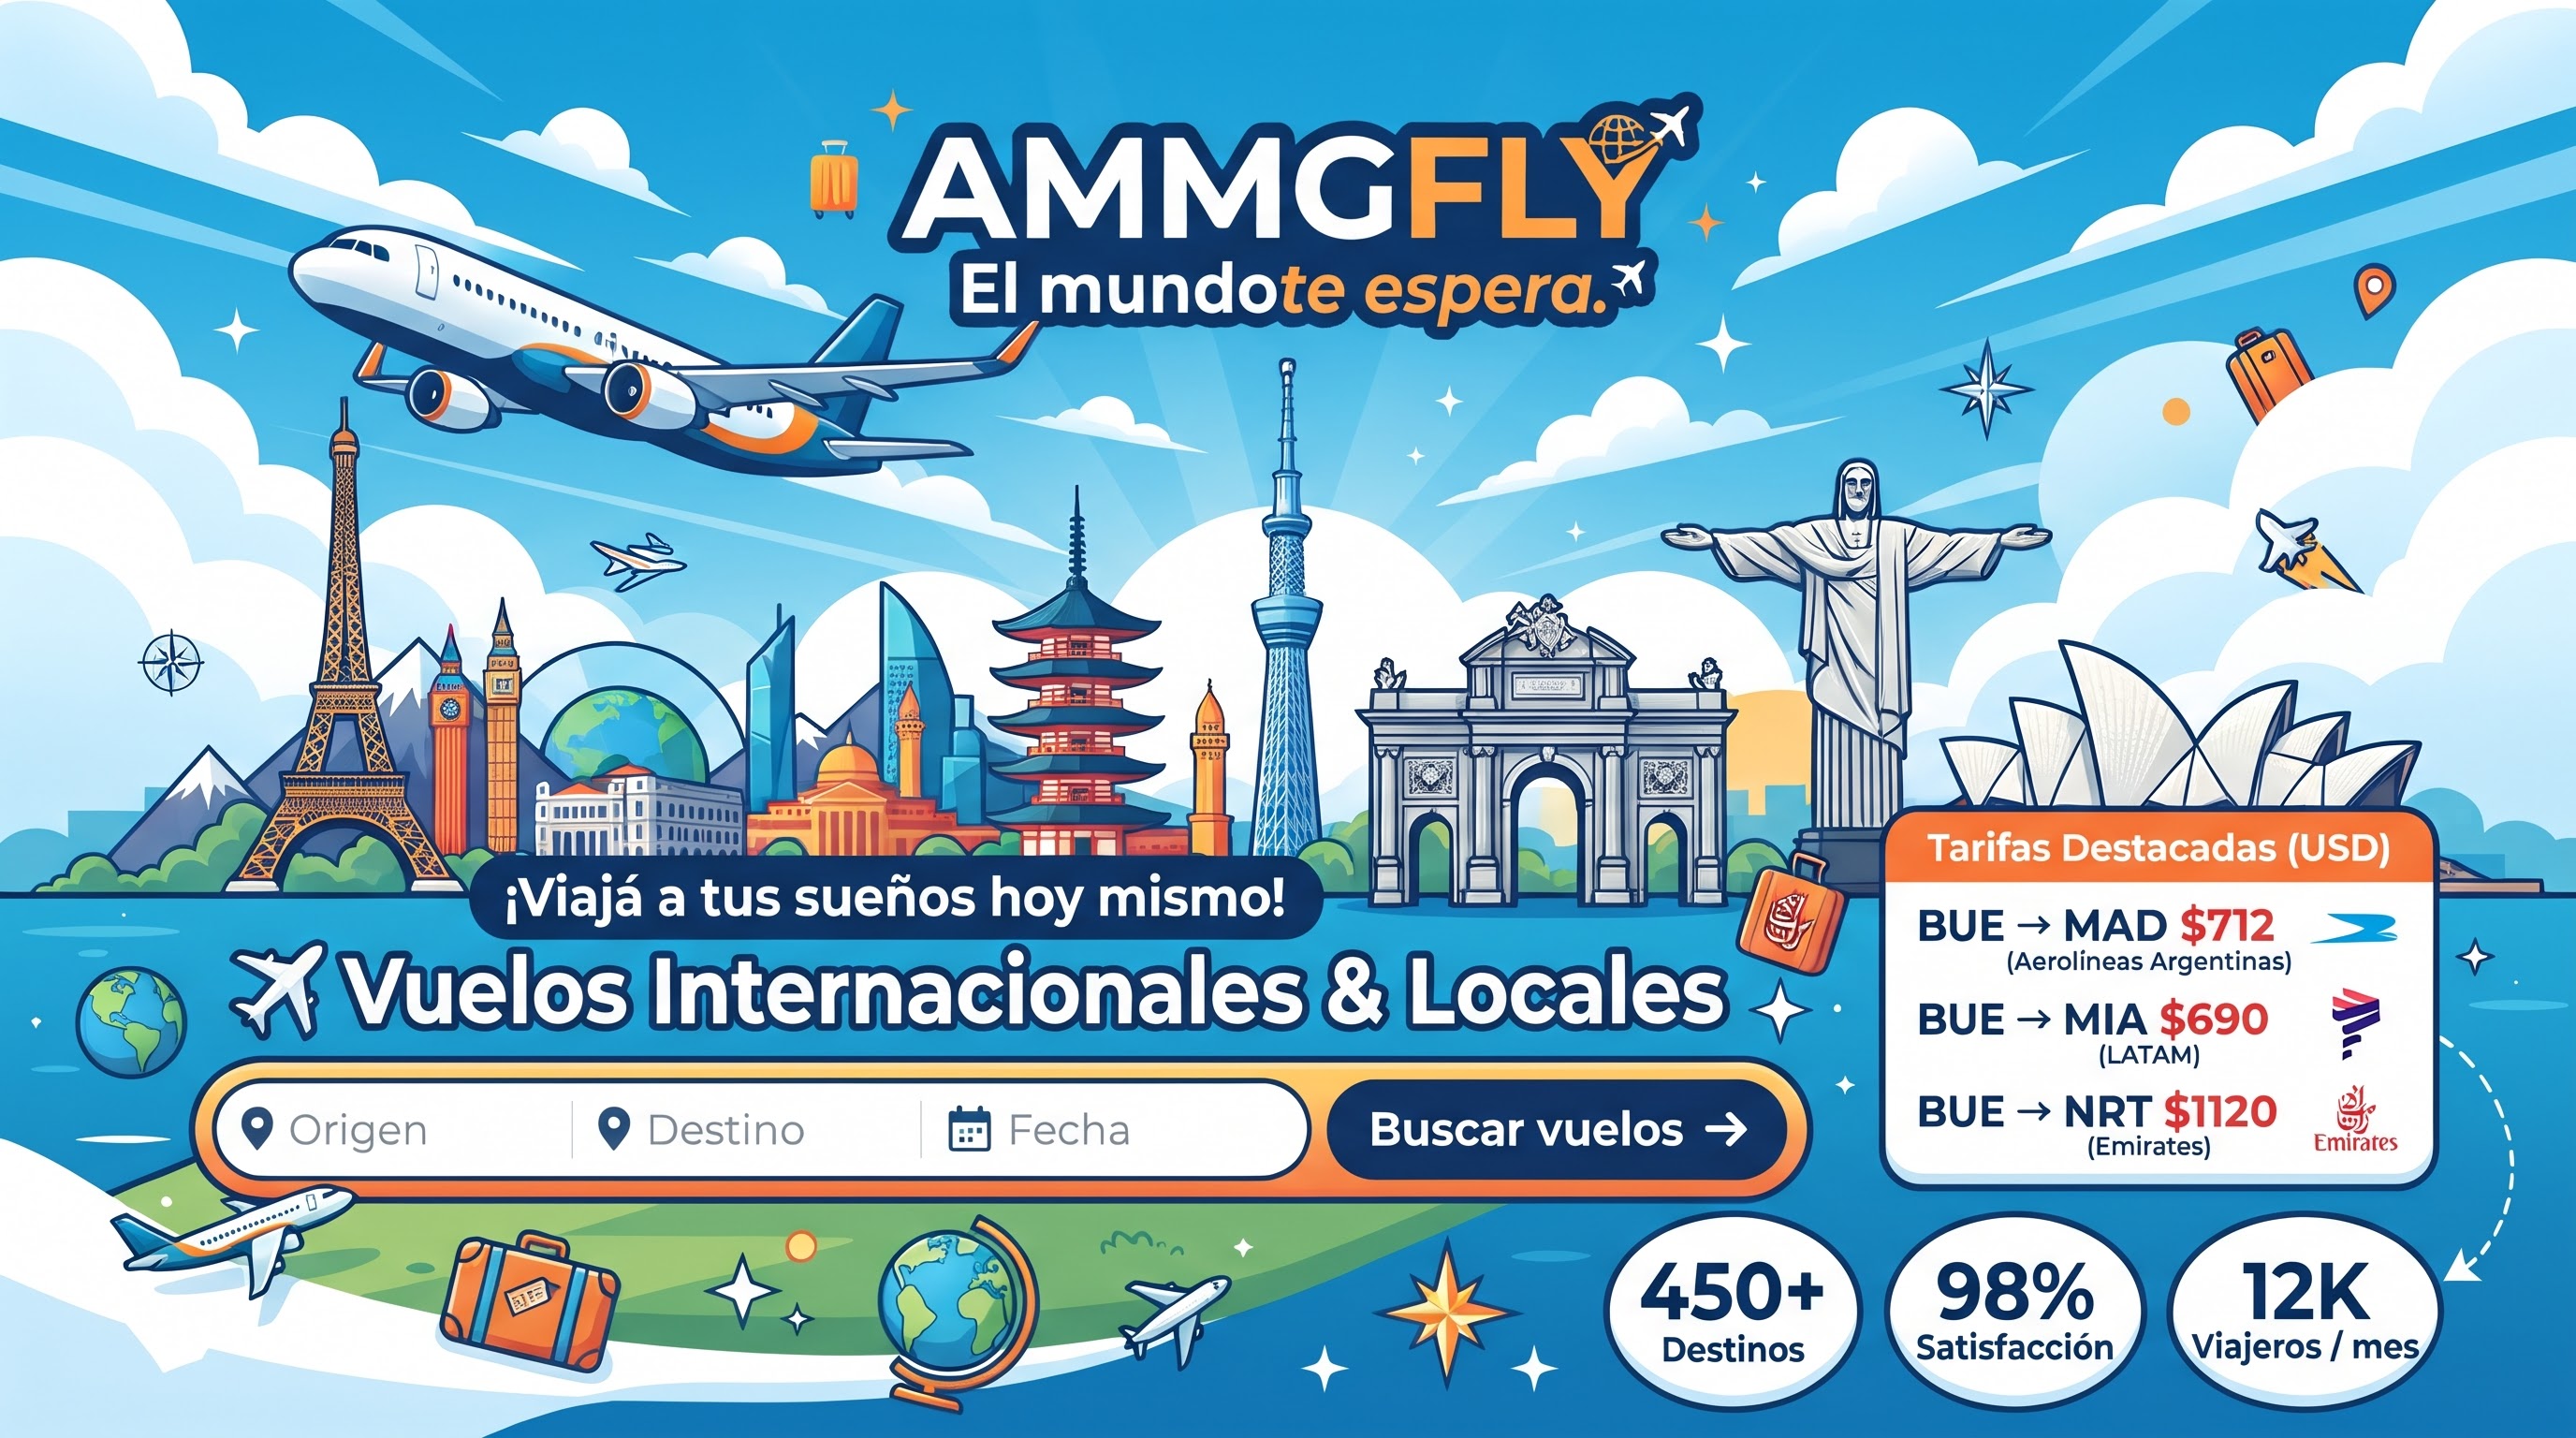 AMMGFLY
El mundo te espera.
¡Viajá a tus sueños hoy mismo!
Vuelos Internacionales & Locales
Origen
Destino
Fecha
Buscar vuelos →
Tarifas Destacadas (USD)
BUE → MAD $712
(Aerolíneas Argentinas)
BUE → MIA $690
(LATAM)
BUE → NRT $1120
(Emirates)
Emirates
450+
Destinos
98%
Satisfacción
12K
Viajeros / mes